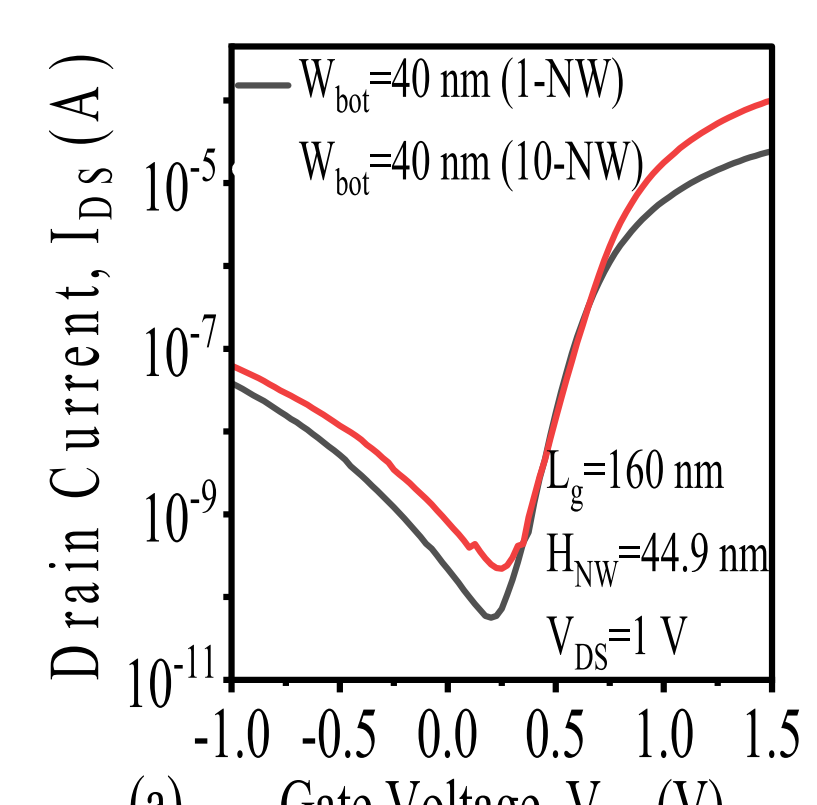 Drain Current, I_DS (A)
W_bot=40 nm (1-NW)
W_bot=40 nm (10-NW)
10^-5
10^-7
10^-9
10^-11
L_g=160 nm
H_NW=44.9 nm
V_DS=1 V
-1.0 -0.5 0.0 0.5 1.0 1.5
(a) Gate Voltage, V (V)